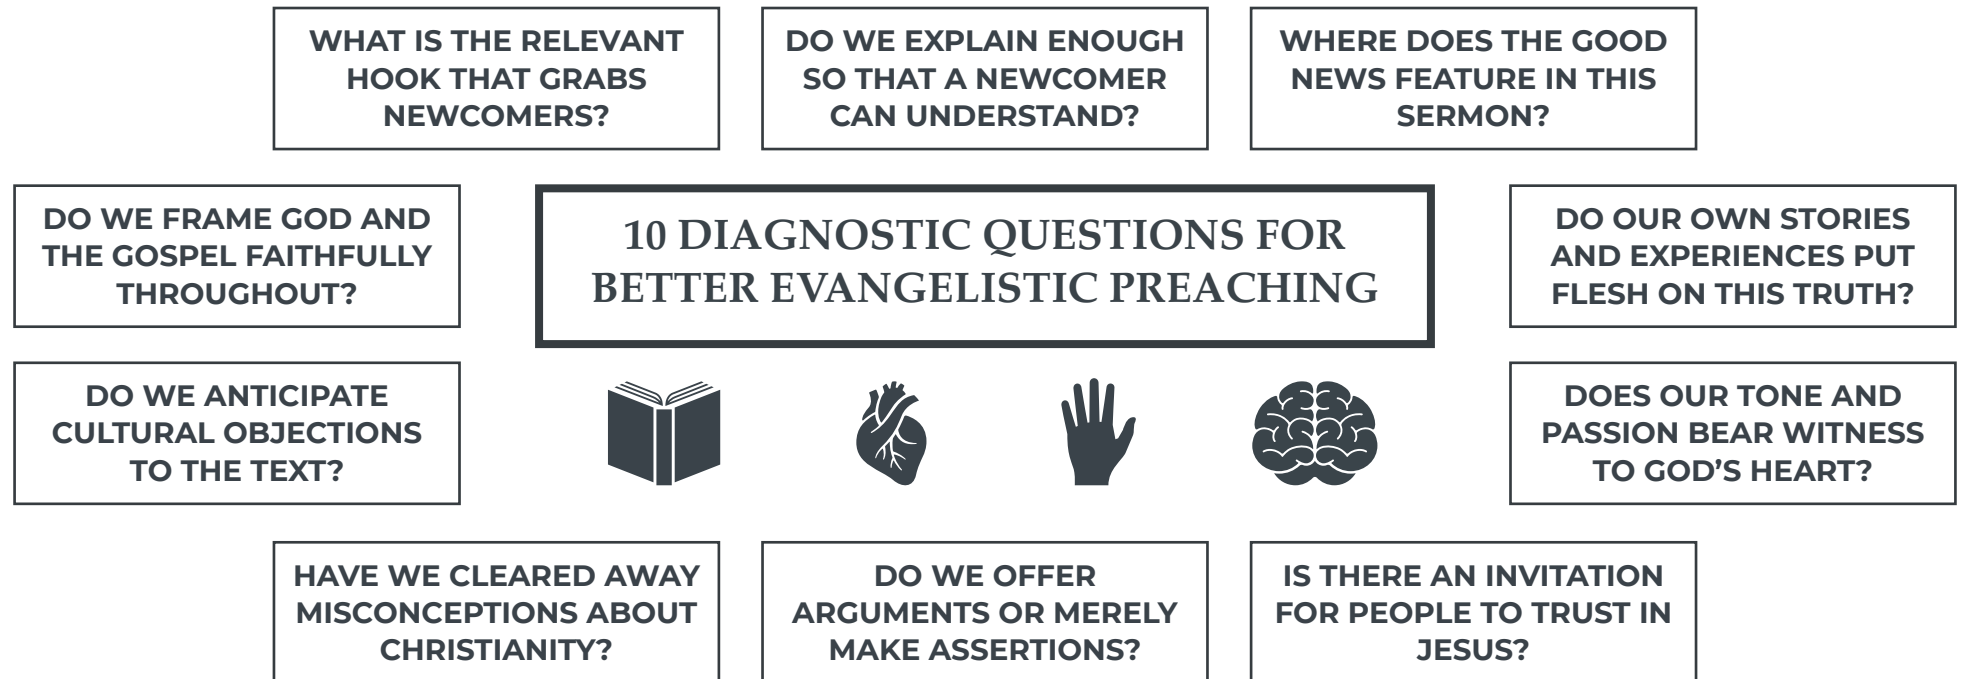 WHAT IS THE RELEVANT
HOOK THAT GRABS
NEWCOMERS?
DO WE EXPLAIN ENOUGH
SO THAT A NEWCOMER
CAN UNDERSTAND?
WHERE DOES THE GOOD
NEWS FEATURE IN THIS
SERMON?
DO WE FRAME GOD AND
THE GOSPEL FAITHFULLY
THROUGHOUT?
10 DIAGNOSTIC QUESTIONS FOR
BETTER EVANGELISTIC PREACHING
DO OUR OWN STORIES
AND EXPERIENCES PUT
FLESH ON THIS TRUTH?
DO WE ANTICIPATE
CULTURAL OBJECTIONS
TO THE TEXT?
DOES OUR TONE AND
PASSION BEAR WITNESS
TO GOD’S HEART?
HAVE WE CLEARED AWAY
MISCONCEPTIONS ABOUT
CHRISTIANITY?
DO WE OFFER
ARGUMENTS OR MERELY
MAKE ASSERTIONS?
IS THERE AN INVITATION
FOR PEOPLE TO TRUST IN
JESUS?